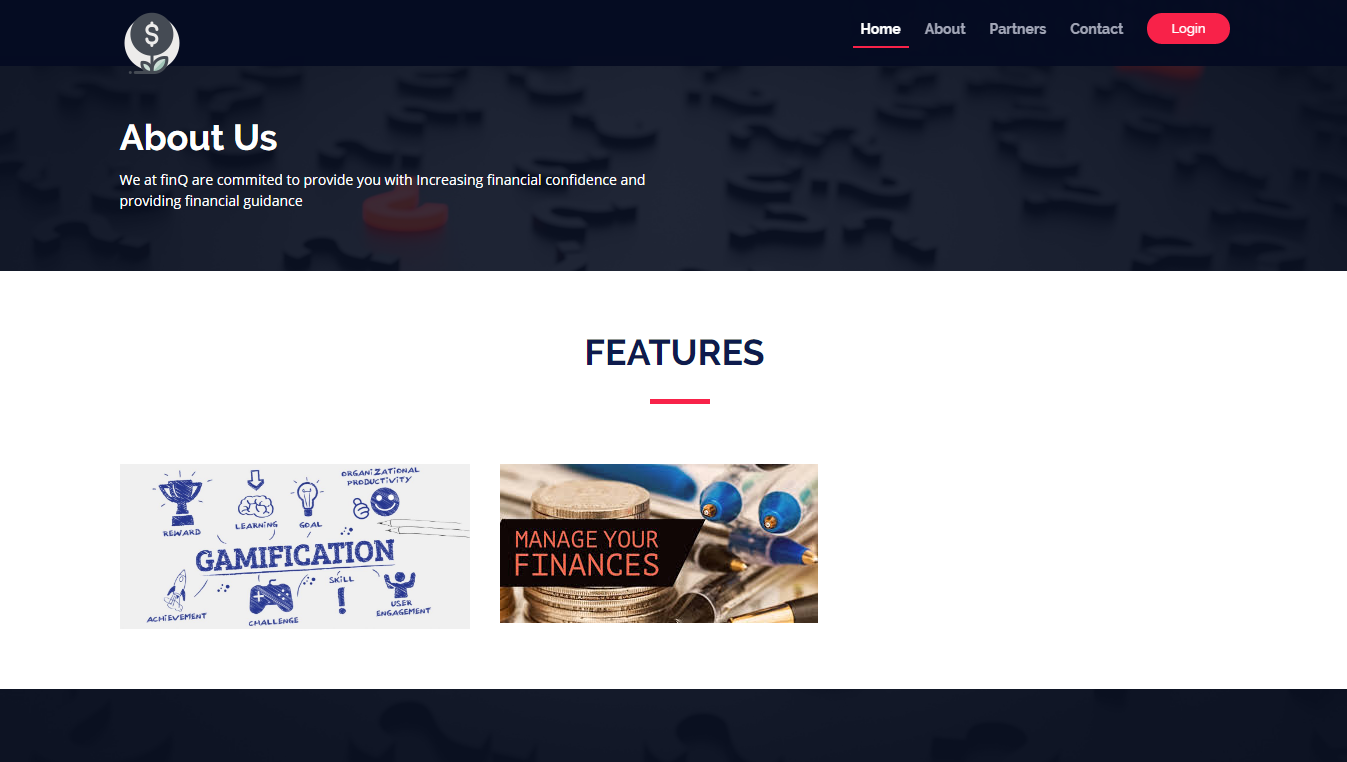 $
Home About Partners Contact Login
About Us
We at finQ are commited to provide you with Increasing financial confidence and
providing financial guidance
FEATURES
REWARD
LEARNING
GOAL
ORGANIZATIONAL
PRODUCTIVITY
GAMIFICATION
ACHIEVEMENT
CHALLENGE
SKILL
USER
ENGAGEMENT
MANAGE YOUR
FINANCES